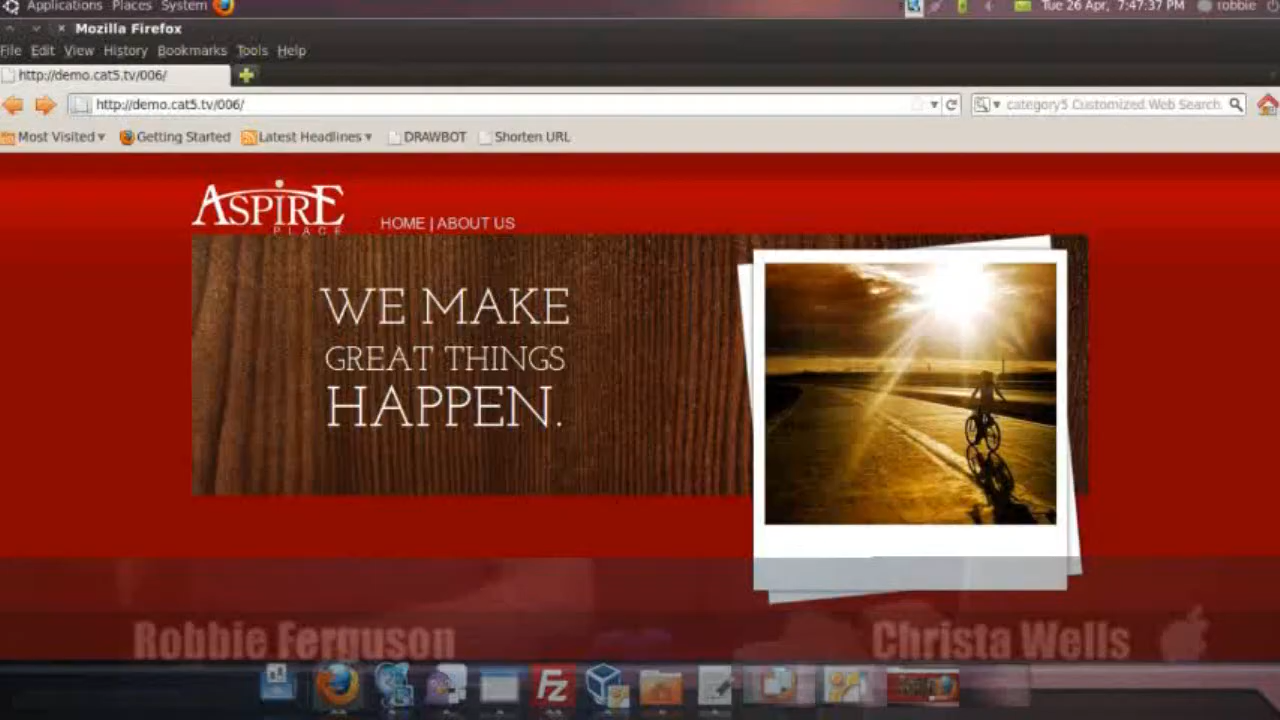 Applications Places System
Tue 26 Apr, 7:47:37 PM robbie
Mozilla Firefox
File Edit View History Bookmarks Tools Help
http://demo.cat5.tv/006/
http://demo.cat5.tv/006/
category5 Customized Web Search
Most Visited Getting Started Latest Headlines DRAWBOT Shorten URL
ASPIRE
PLACE
HOME | ABOUT US
WE MAKE
GREAT THINGS
HAPPEN.
Robbie Ferguson
Christa Wells
FZ